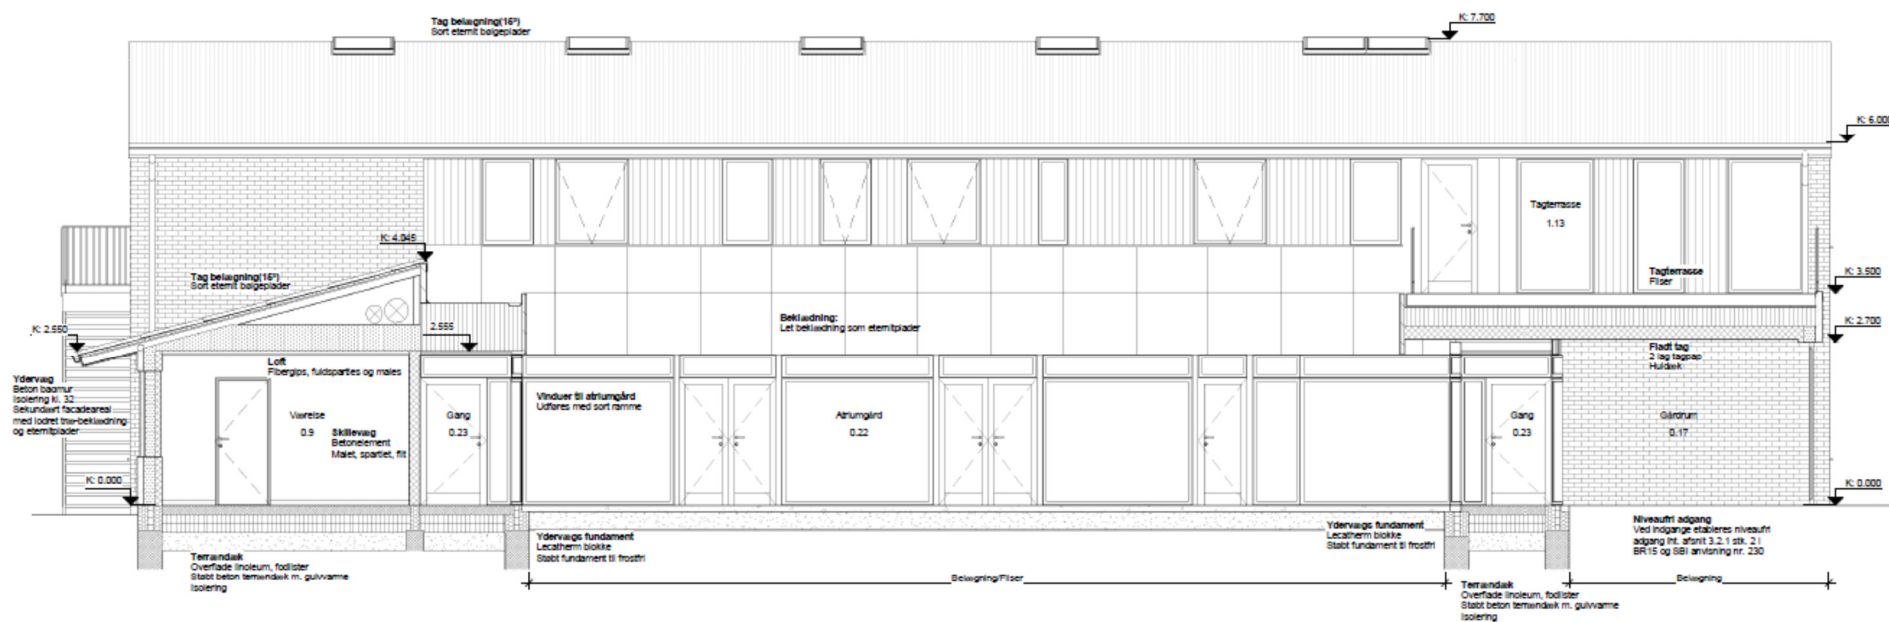 Tag belægning(15°)
Sort eternit bølgeplader
K: 7.700
K: 6.000
Tagterrasse
1.13
K: 4.045
Tag belægning(15°)
Sort eternit bølgeplader
Tagterrasse
Fliser
K: 3.500
K: 2.550
2.555
Beklædning:
Let beklædning som eternitplader
K: 2.700
Fladt tag
2 lag tagpap
Huldæk
Loft
Fibergips, fuldspartles og males
Ydervæg
Beton bagmur
Isolering kl. 32
Sekundært facadeareal
med lodret træ-beklædning
og eternitplader
Vinduer til atriumgård
Udføres med sort ramme
Værelse
0.9
Skillevæg
Betonelement
Malet, spartlet, filt
Gang
0.23
Atriumgård
0.22
Gang
0.23
Gårdrum
0.17
K: 0.000
K: 0.000
Terrændæk
Overflade linoleum, fodlister
Støbt beton terrændæk m. gulvvarme
Isolering
Ydervægs fundament
Lecatherm blokke
Støbt fundament til frostfri
Ydervægs fundament
Lecatherm blokke
Støbt fundament til frostfri
Niveaufri adgang
Ved indgange etableres niveaufri
adgang iht. afsnit 3.2.1 stk. 2 i
BR15 og SBI anvisning nr. 230
Belægning/Fliser
Belægning
Terrændæk
Overflade linoleum, fodlister
Støbt beton terrændæk m. gulvvarme
Isolering